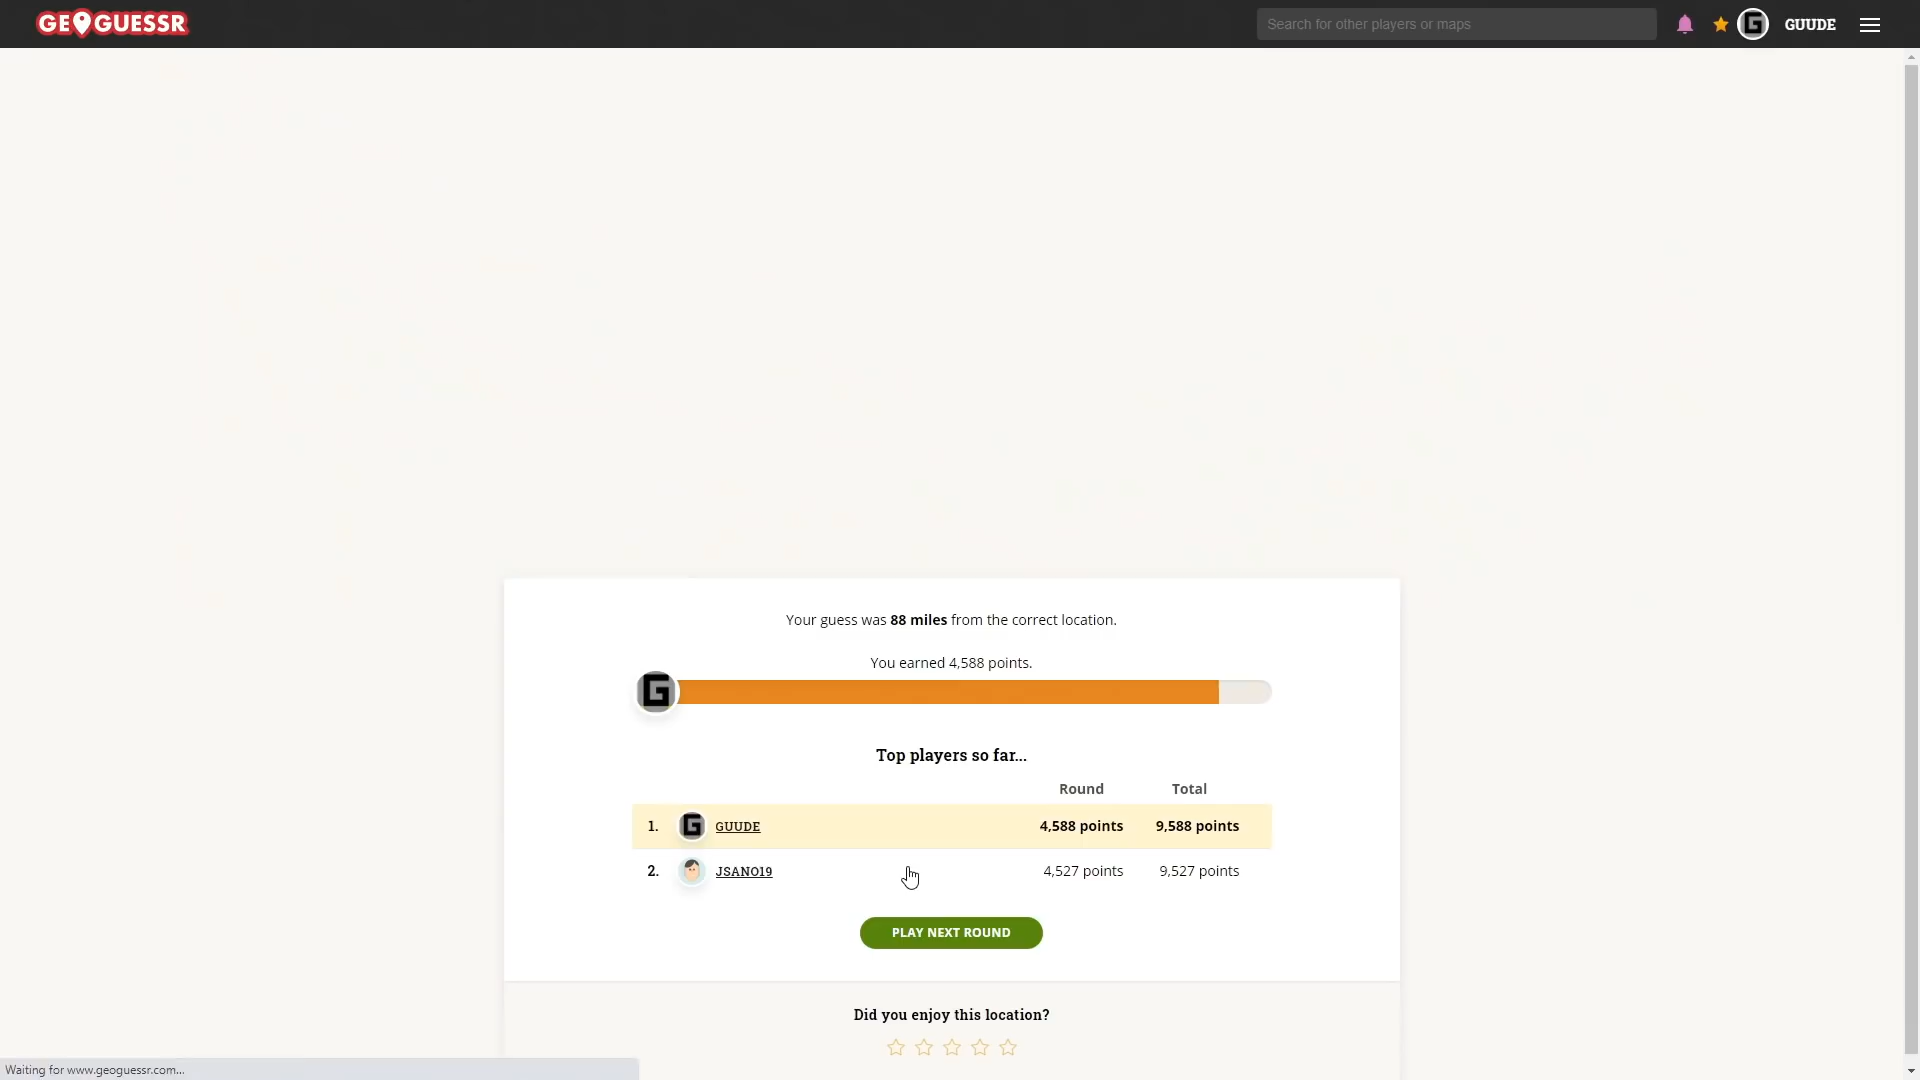 GEOGUESSR
Search for other players or maps
GUUDE
Your guess was 88 miles from the correct location.
You earned 4,588 points.
Top players so far...
Round Total
1. GUUDE 4,588 points 9,588 points
2. JSANO19 4,527 points 9,527 points
PLAY NEXT ROUND
Did you enjoy this location?
Waiting for www.geoguessr.com...